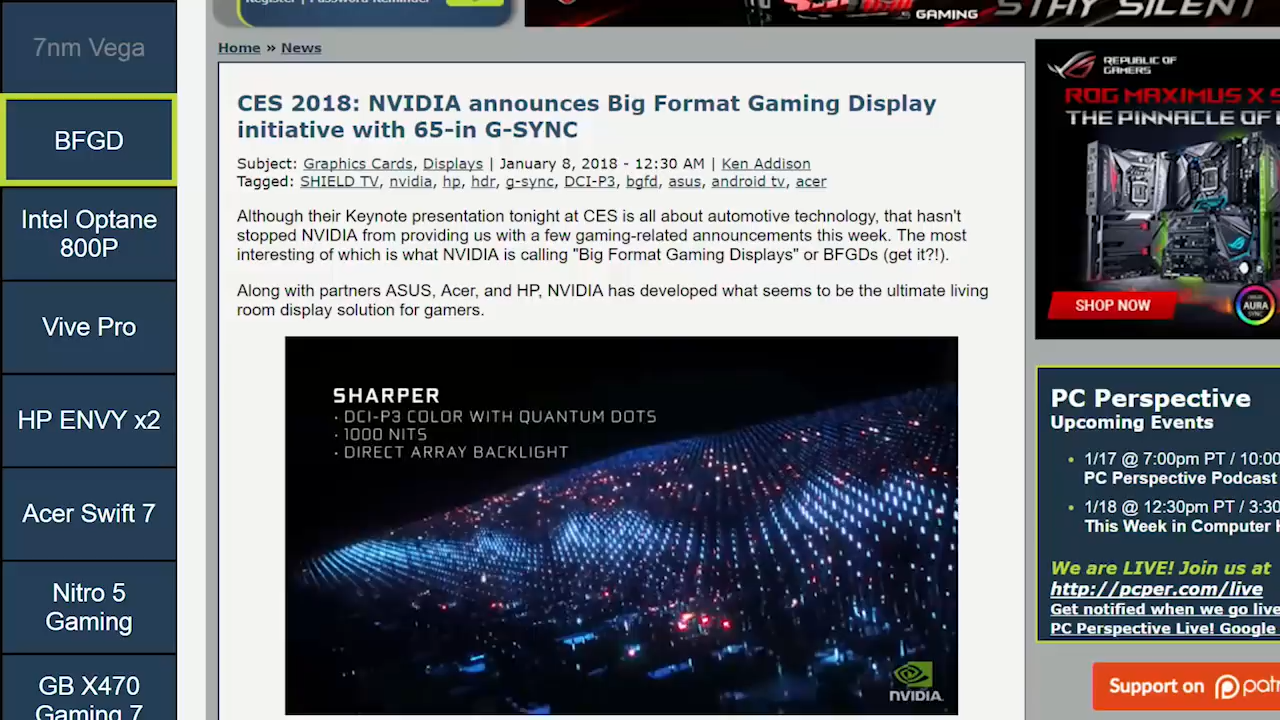 7nm Vega
BFGD
Intel Optane
800P
Vive Pro
HP ENVY x2
Acer Swift 7
Nitro 5
Gaming
GB X470
Gaming 7
GAMING STAY SILENT
Home » News
CES 2018: NVIDIA announces Big Format Gaming Display
initiative with 65-in G-SYNC
Subject: Graphics Cards, Displays | January 8, 2018 - 12:30 AM | Ken Addison
Tagged: SHIELD TV, nvidia, hp, hdr, g-sync, DCI-P3, bgfd, asus, android tv, acer
Although their Keynote presentation tonight at CES is all about automotive technology, that hasn't
stopped NVIDIA from providing us with a few gaming-related announcements this week. The most
interesting of which is what NVIDIA is calling "Big Format Gaming Displays" or BFGDs (get it?!).
Along with partners ASUS, Acer, and HP, NVIDIA has developed what seems to be the ultimate living
room display solution for gamers.
SHARPER
· DCI-P3 COLOR WITH QUANTUM DOTS
· 1000 NITS
· DIRECT ARRAY BACKLIGHT
NVIDIA
REPUBLIC OF
GAMERS
ROG MAXIMUS X
THE PINNACLE OF
SHOP NOW
AURA
SYNC
PC Perspective
Upcoming Events
• 1/17 @ 7:00pm PT / 10:00
PC Perspective Podcast
• 1/18 @ 12:30pm PT / 3:30
This Week in Computer
We are LIVE! Join us at
http://pcper.com/live
Get notified when we go live
PC Perspective Live! Google
Support on